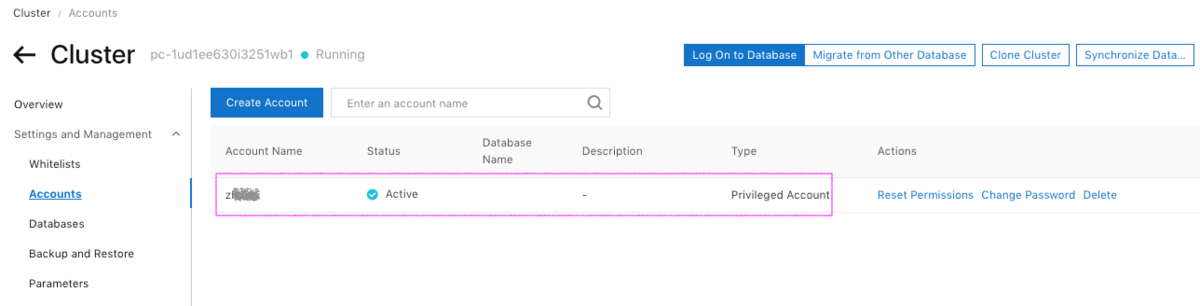 Cluster / Accounts
← Cluster pc-1ud1ee630i3251wb1 Running
Log On to Database Migrate from Other Database Clone Cluster Synchronize Data...
Overview
Create Account Enter an account name
Settings and Management
Account Name Status Database Name Description Type Actions
Whitelists
Accounts
Active - Privileged Account Reset Permissions Change Password Delete
Databases
Backup and Restore
Parameters